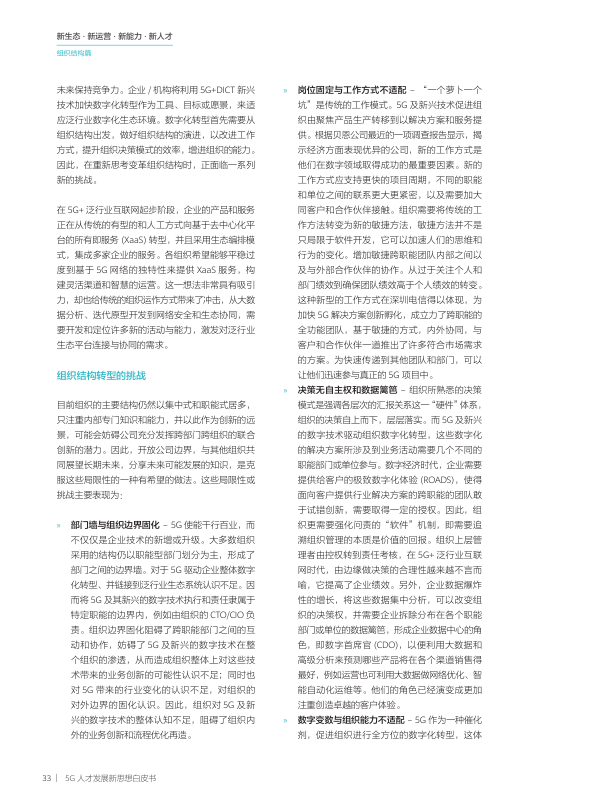 新生态 · 新运营 · 新能力 · 新人才
组织结构篇
未来保持竞争力。企业 / 机构将利用 5G+DICT 新兴
技术加快数字化转型作为工具、目标或愿景，来适
应泛行业数字化生态环境。数字化转型首先需要从
组织结构出发，做好组织结构的演进，以改进工作
方式，提升组织决策模式的效率，增进组织的能力。
因此，在重新思考变革组织结构时，正面临一系列
新的挑战。
在 5G+ 泛行业互联网起步阶段，企业的产品和服务
正在从传统的有型的和人工方式向基于去中心化平
台的所有即服务 (XaaS) 转型，并且采用生态编排模
式，集成多家企业的服务。各组织希望能够平稳过
度到基于 5G 网络的独特性来提供 XaaS 服务，构
建灵活渠道和智慧的运营。这一想法非常具有吸引
力，却也给传统的组织运作方式带来了冲击，从大数
据分析、迭代原型开发到网络安全和生态协同，需
要开发和定位许多新的活动与能力，激发对泛行业
生态平台连接与协同的需求。
组织结构转型的挑战
目前组织的主要结构仍然以集中式和职能式居多，
只注重内部专门知识和能力，并以此作为创新的远
景，可能会妨碍公司充分发挥跨部门跨组织的联合
创新的潜力。因此，开放公司边界，与其他组织共
同展望长期未来，分享未来可能发展的知识，是克
服这些局限性的一种有希望的做法。这些局限性或
挑战主要表现为：
» 部门墙与组织边界固化 – 5G 使能千行百业，而
不仅仅是企业技术的新增或升级。大多数组织
采用的结构仍以职能型部门划分为主，形成了
部门之间的边界墙。对于 5G 驱动企业整体数字
化转型、并链接到泛行业生态系统认识不足。因
而将 5G 及其新兴的数字技术执行和责任隶属于
特定职能的边界内，例如由组织的 CTO/CIO 负
责。组织边界固化阻碍了跨职能部门之间的互
动和协作，妨碍了 5G 及新兴的数字技术在整
个组织的渗透，从而造成组织整体上对这些技
术带来的业务创新的可能性认识不足；同时也
对 5G 带来的行业变化的认识不足，对组织的
对外边界的固化认识。因此，组织对 5G 及新
兴的数字技术的整体认知不足，阻碍了组织内
外的业务创新和流程优化再造。
» 岗位固定与工作方式不适配 – “一个萝卜一个
坑”是传统的工作模式。5G 及新兴技术促进组
织由聚焦产品生产转移到以解决方案和服务提
供。根据贝恩公司最近的一项调查报告显示，揭
示经济方面表现优异的公司，新的工作方式是
他们在数字领域取得成功的最重要因素。新的
工作方式应支持更快的项目周期，不同的职能
和单位之间的联系更大更紧密，以及需要加大
同客户和合作伙伴接触。组织需要将传统的工
作方法转变为新的敏捷方法，敏捷方法并不是
只局限于软件开发，它可以加速人们的思维和
行为的变化。增加敏捷跨职能团队内部之间以
及与外部合作伙伴的协作。从过于关注个人和
部门绩效到确保团队绩效高于个人绩效的转变。
这种新型的工作方式在深圳电信得以体现，为
加快 5G 解决方案创新孵化，成立力了跨职能的
全功能团队，基于敏捷的方式，内外协同，与
客户和合作伙伴一道推出了许多符合市场需求
的方案。为快速传递到其他团队和部门，可以
让他们迅速参与真正的 5G 项目中。
» 决策无自主权和数据篱笆 – 组织所熟悉的决策
模式是强调各层次的汇报关系这一 “硬件” 体系，
组织的决策自上而下，层层落实。而 5G 及新兴
的数字技术驱动组织数字化转型，这些数字化
的解决方案所涉及到业务活动需要几个不同的
职能部门或单位参与。数字经济时代，企业需要
提供给客户的极致数字化体验 (ROADS)，使得
面向客户提供行业解决方案的跨职能的团队敢
于试错创新，需要取得一定的授权。因此，组
织更需要强化问责的 “软件” 机制，即需要追
溯组织管理的本质是价值的回报。组织上层管
理者由控权转到责任考核，在 5G+ 泛行业互联
网时代，由边缘做决策的合理性越来越不言而
喻，它提高了企业绩效。另外，企业数据爆炸
性的增长，将这些数据集中分析，可以改变组
织的决策权，并需要企业拆除分布在各个职能
部门或单位的数据篱笆，形成企业数据中心的角
色，即数字首席官 (CDO)，以便利用大数据和
高级分析来预测哪些产品将在各个渠道销售得
最好，例如运营也可利用大数据做网络优化、智
能自动化运维等。他们的角色已经演变成更加
注重创造卓越的客户体验。
» 数字变数与组织能力不适配 – 5G 作为一种催化
剂，促进组织进行全方位的数字化转型，这体
33 | 5G 人才发展新思想白皮书